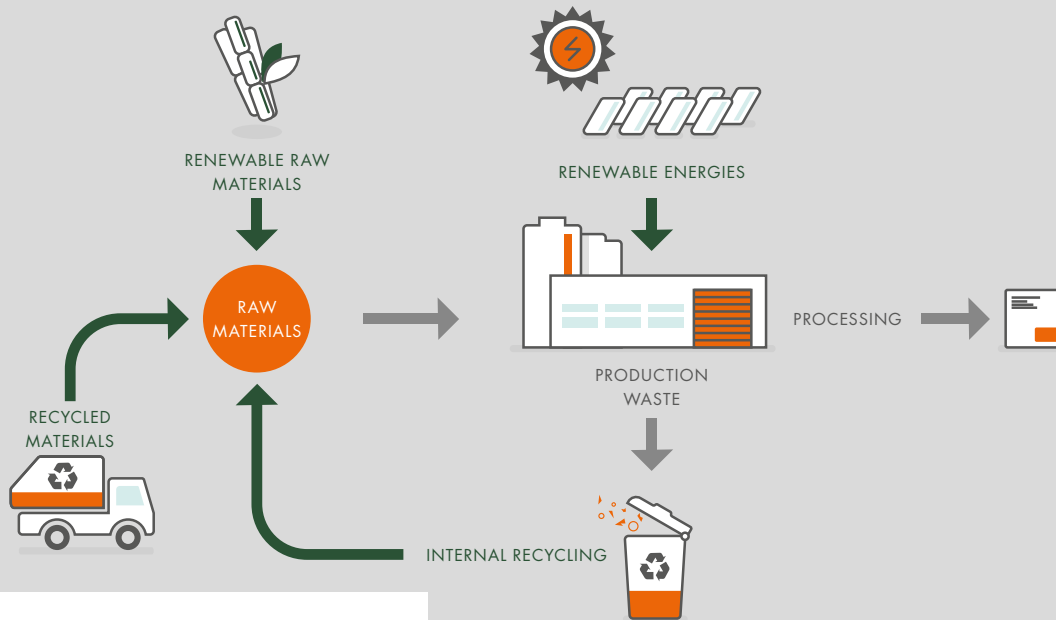 RENEWABLE RAW
MATERIALS
RENEWABLE ENERGIES
RAW
MATERIALS
PROCESSING
PRODUCTION
WASTE
RECYCLED
MATERIALS
INTERNAL RECYCLING